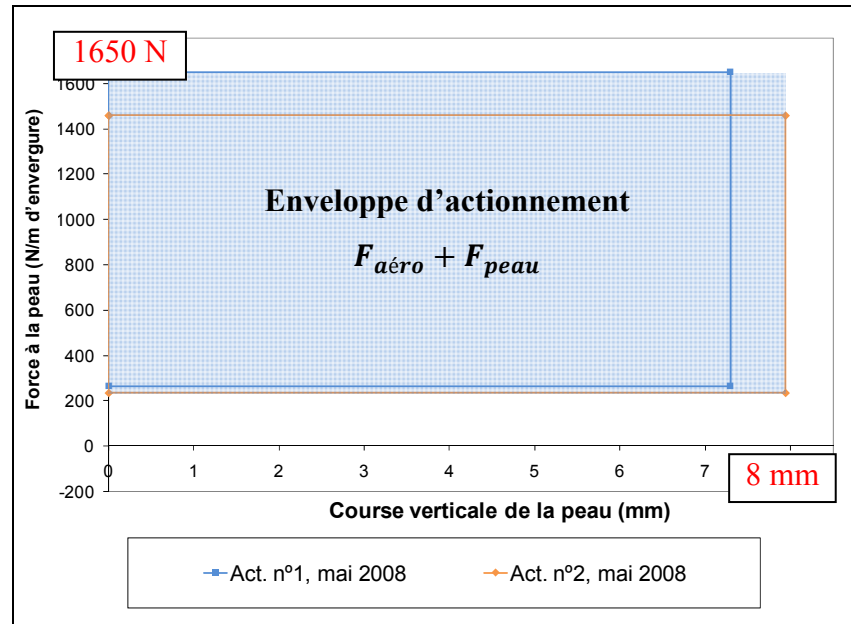 1650 N
1600
1400
1200
1000
800
600
400
200
0
-200
Force à la peau (N/m d'envergure)
Enveloppe d'actionnement
F_aéro + F_peau
0 1 2 3 4 5 6 7
8 mm
Course verticale de la peau (mm)
Act. nº1, mai 2008 Act. nº2, mai 2008